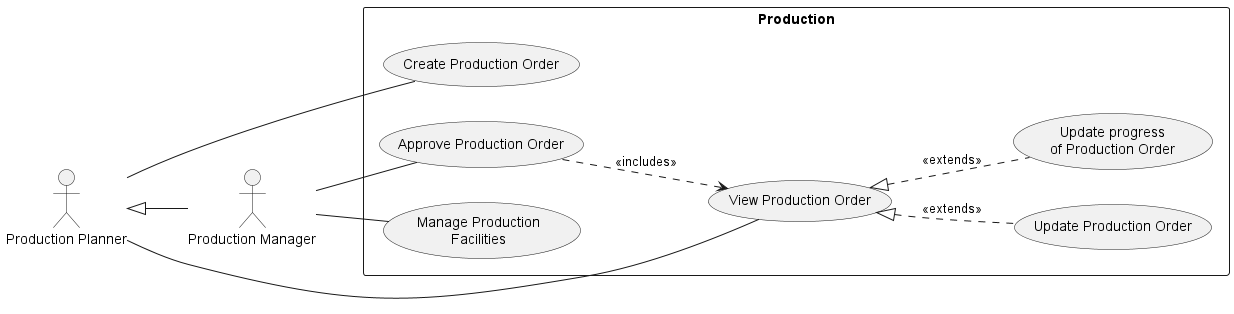 Production
Create Production Order
Approve Production Order
Manage Production
Facilities
Production Planner
Production Manager
«includes»
View Production Order
«extends»
Update progress
of Production Order
«extends»
Update Production Order